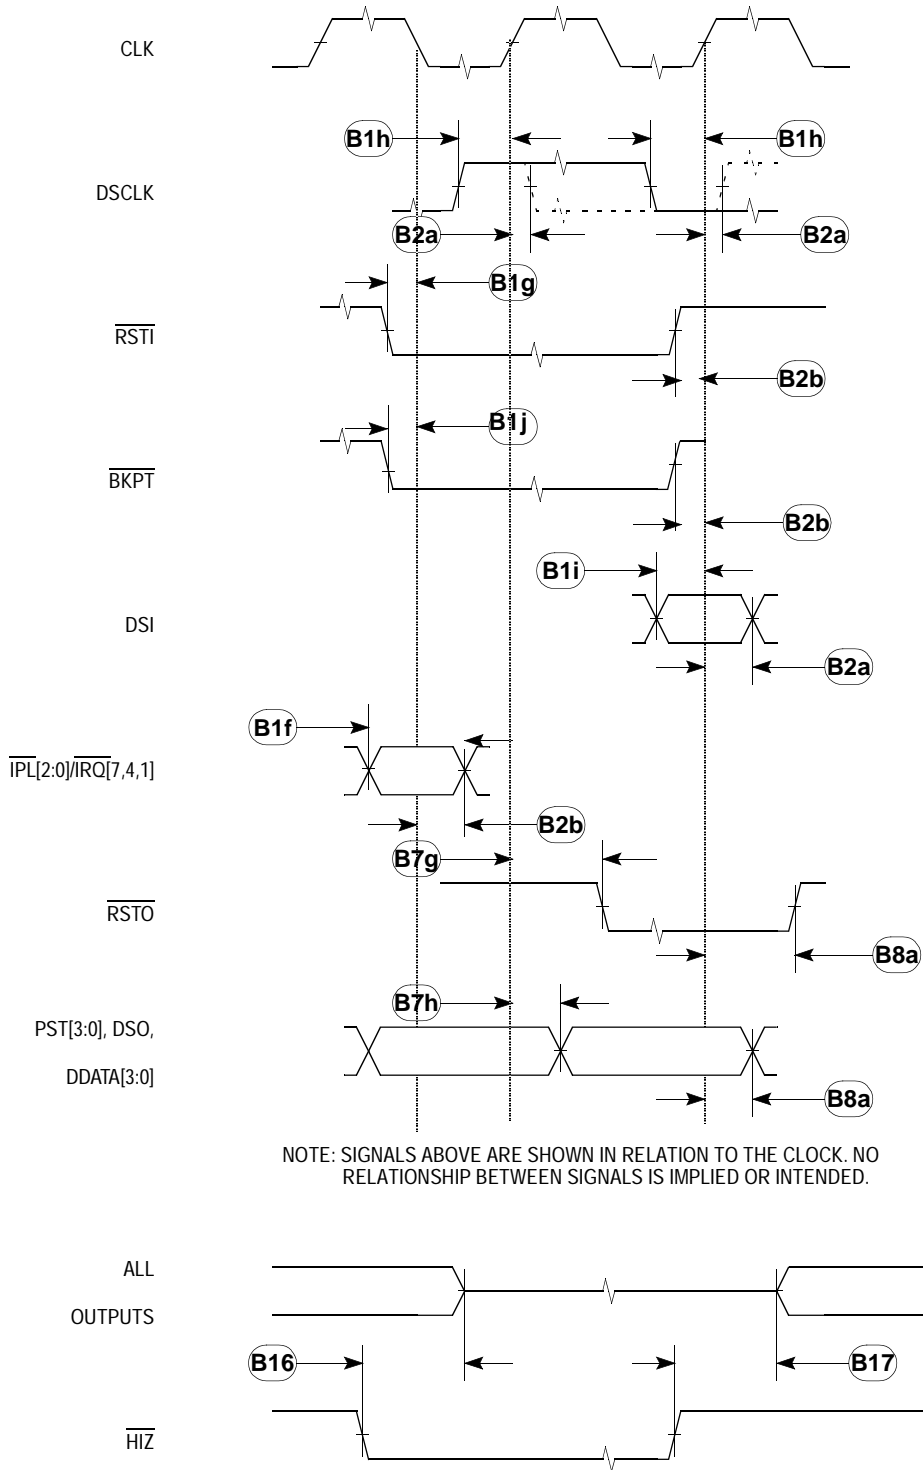 CLK
B1h
B1h
DSCLK
B2a
B2a
B1g
RSTI
B2b
B1j
BKPT
B2b
B1i
DSI
B2a
B1f
IPL[2:0]/IRQ[7,4,1]
B2b
B7g
RSTO
B8a
B7h
PST[3:0], DSO,
DDATA[3:0]
B8a
NOTE: SIGNALS ABOVE ARE SHOWN IN RELATION TO THE CLOCK. NO
RELATIONSHIP BETWEEN SIGNALS IS IMPLIED OR INTENDED.
ALL
OUTPUTS
B16
B17
HIZ